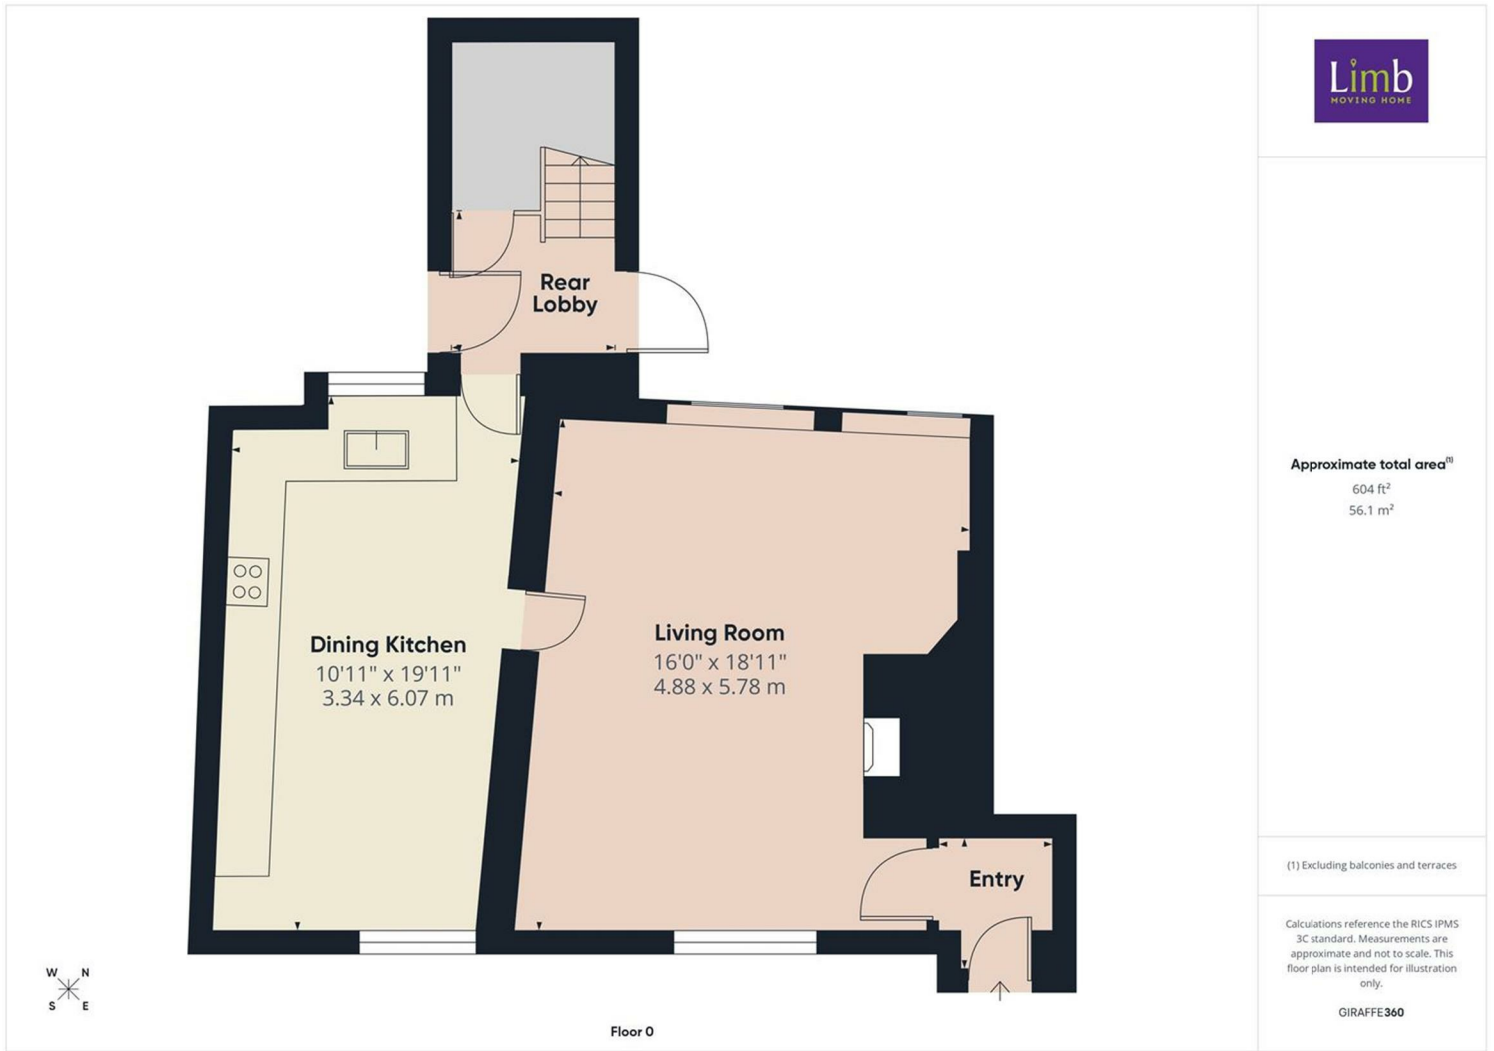 Limb
MOVING HOME
Rear
Lobby
Dining Kitchen
10'11" x 19'11"
3.34 x 6.07 m
Living Room
16'0" x 18'11"
4.88 x 5.78 m
Entry
W N
S E
Floor 0
Approximate total area(1)
604 ft²
56.1 m²
(1) Excluding balconies and terraces
Calculations reference the RICS IPMS
3C standard. Measurements are
approximate and not to scale. This
floor plan is intended for illustration
only.
GIRAFFE360